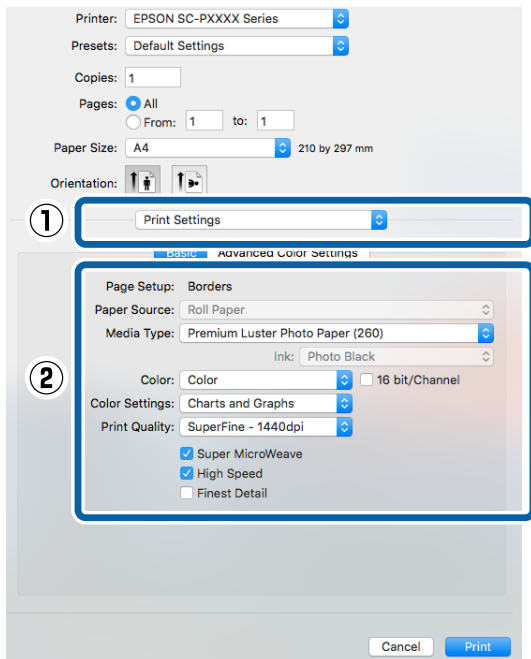 Printer: EPSON SC-PXXXX Series
Presets: Default Settings
Copies: 1
Pages: All
From: 1 to: 1
Paper Size: A4 210 by 297 mm
Orientation:
1 Print Settings
Basic Advanced Color Settings
Page Setup: Borders
Paper Source: Roll Paper
Media Type: Premium Luster Photo Paper (260)
Ink: Photo Black
2
Color: Color 16 bit/Channel
Color Settings: Charts and Graphs
Print Quality: SuperFine - 1440dpi
Super MicroWeave
High Speed
Finest Detail
Cancel Print